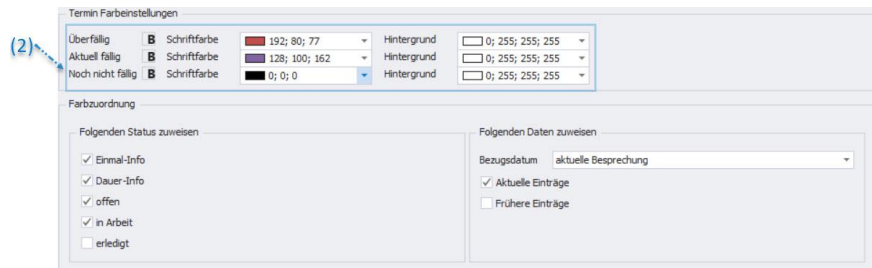 Termin Farbeinstellungen
(2)
Überfällig B Schriftfarbe 192; 80; 77 Hintergrund 0; 255; 255; 255
Aktuell fällig B Schriftfarbe 128; 100; 162 Hintergrund 0; 255; 255; 255
Noch nicht fällig B Schriftfarbe 0; 0; 0 Hintergrund 0; 255; 255; 255
Farbzuordnung
Folgenden Status zuweisen
Einmal-Info
Dauer-Info
offen
in Arbeit
erledigt
Folgenden Daten zuweisen
Bezugsdatum aktuelle Besprechung
Aktuelle Einträge
Frühere Einträge